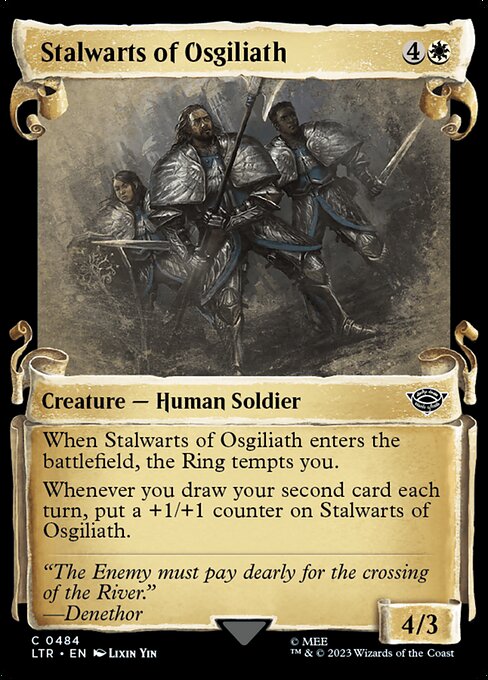 Stalwarts of Osgiliath 4
Creature — Human Soldier
When Stalwarts of Osgiliath enters the
battlefield, the Ring tempts you.
Whenever you draw your second card each
turn, put a +1/+1 counter on Stalwarts of
Osgiliath.
“The Enemy must pay dearly for the crossing
of the River.”
—Denethor
4/3
C 0484
LTR • EN Lixin Yin
© MEE
™ & © 2023 Wizards of the Coast